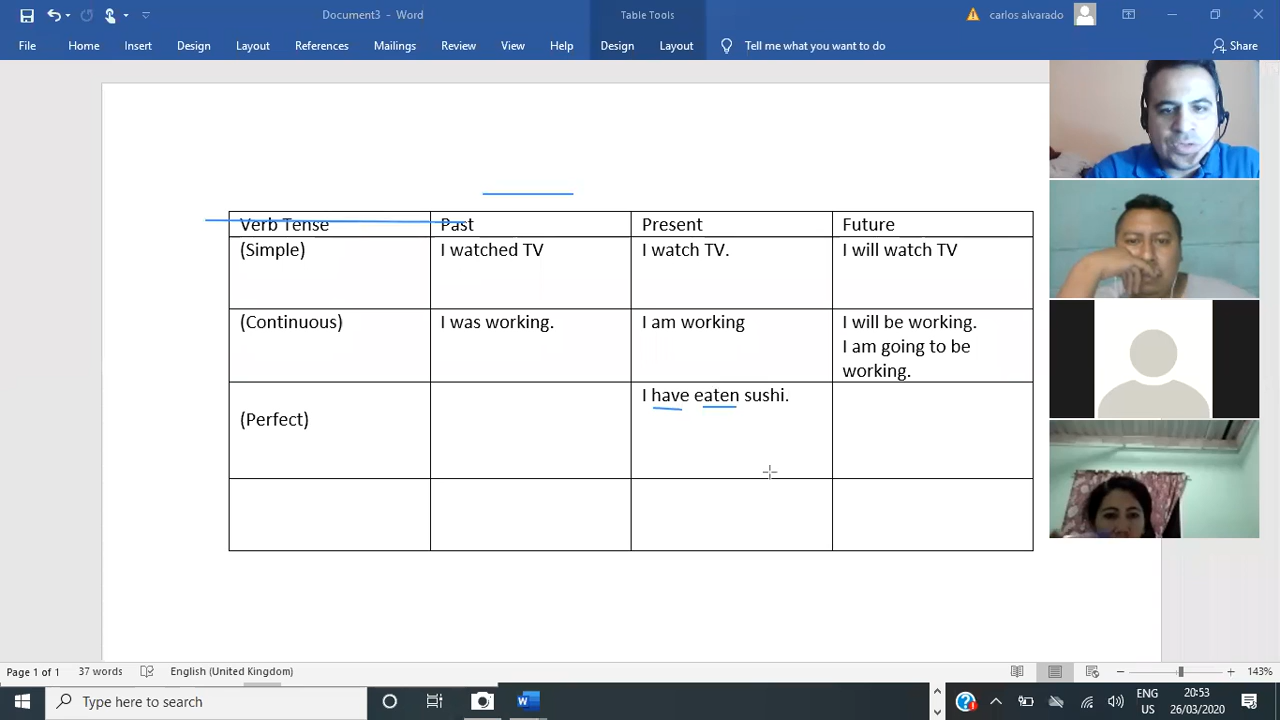 Document3 - Word
Table Tools
carlos alvarado
File Home Insert Design Layout References Mailings Review View Help Design Layout Tell me what you want to do Share
Verb Tense Past Present Future
(Simple) I watched TV I watch TV. I will watch TV
(Continuous) I was working. I am working I will be working.
I am going to be
working.
I have eaten sushi.
(Perfect)
Page 1 of 1 37 words English (United Kingdom) 143%
Type here to search
ENG 20:53
US 26/03/2020